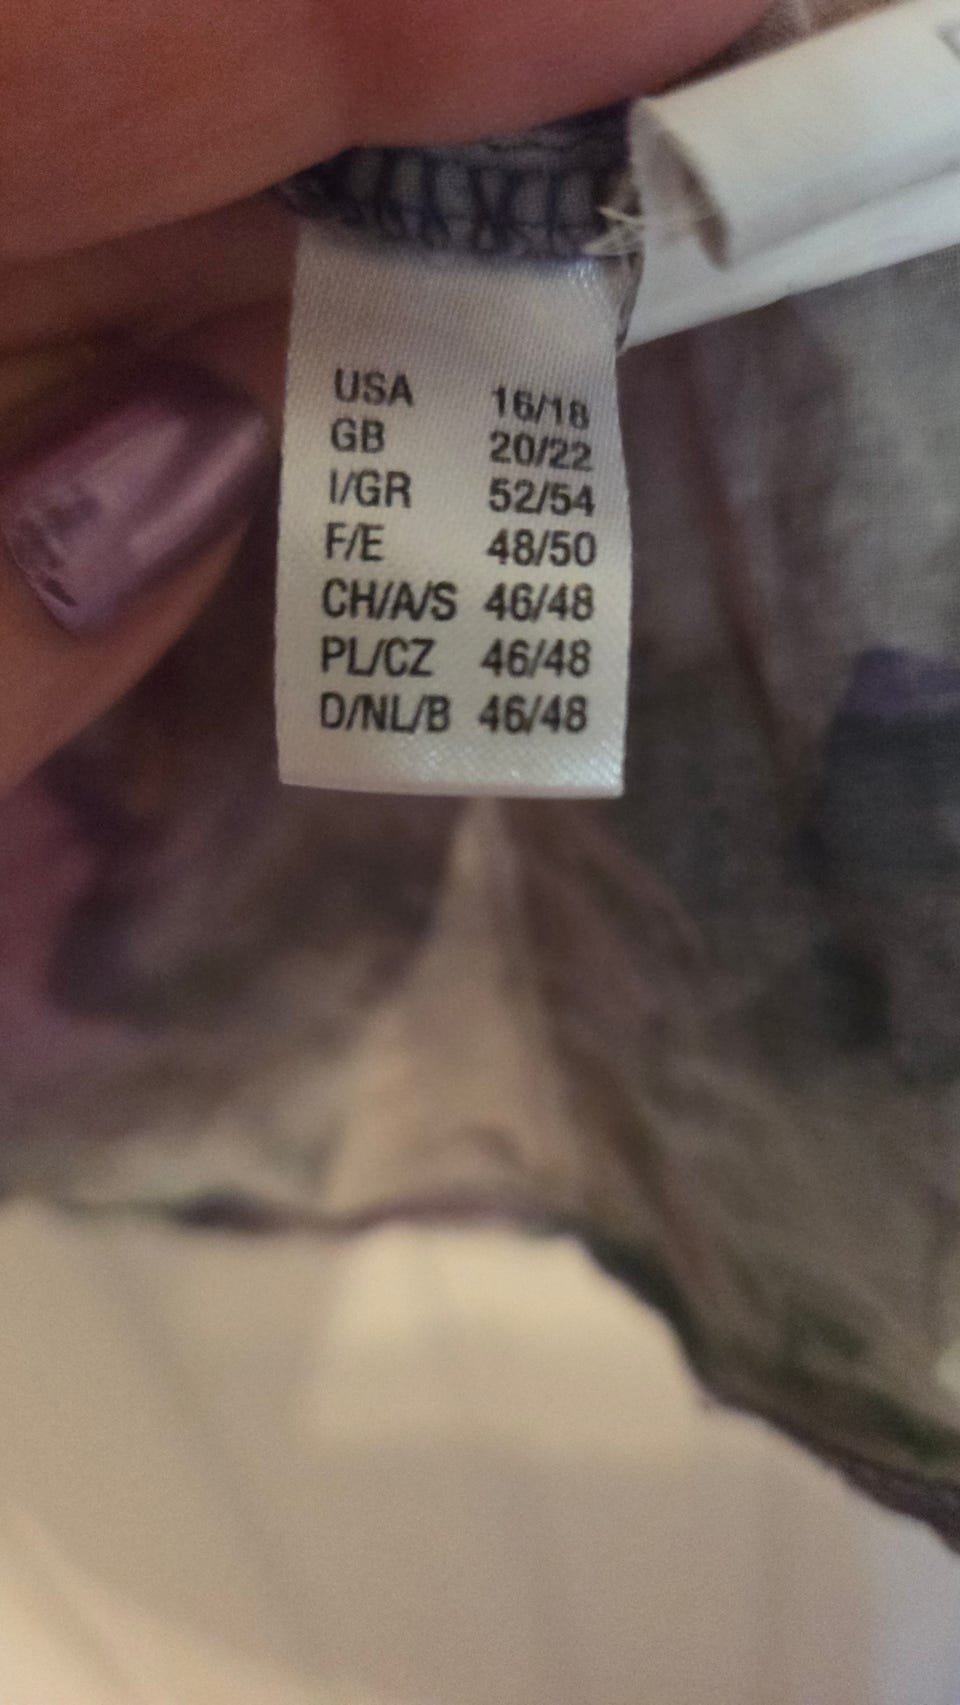 USA 16/18
GB 20/22
I/GR 52/54
F/E 48/50
CH/A/S 46/48
PL/CZ 46/48
D/NL/B 46/48